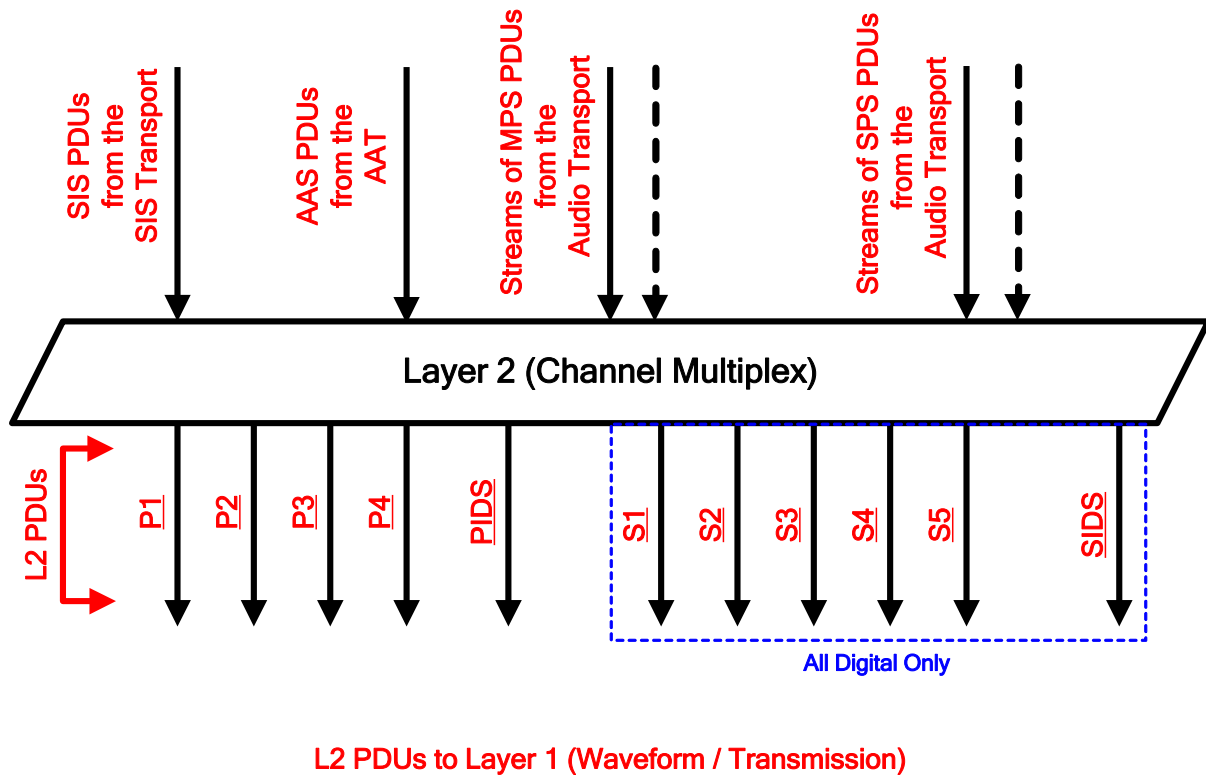 SIS PDUs
from the
SIS Transport
AAS PDUs
from the
AAT
Streams of MPS PDUs
from the
Audio Transport
Streams of SPS PDUs
from the
Audio Transport
Layer 2 (Channel Multiplex)
L2 PDUs
P1
P2
P3
P4
PIDS
S1
S2
S3
S4
S5
SIDS
All Digital Only
L2 PDUs to Layer 1 (Waveform / Transmission)